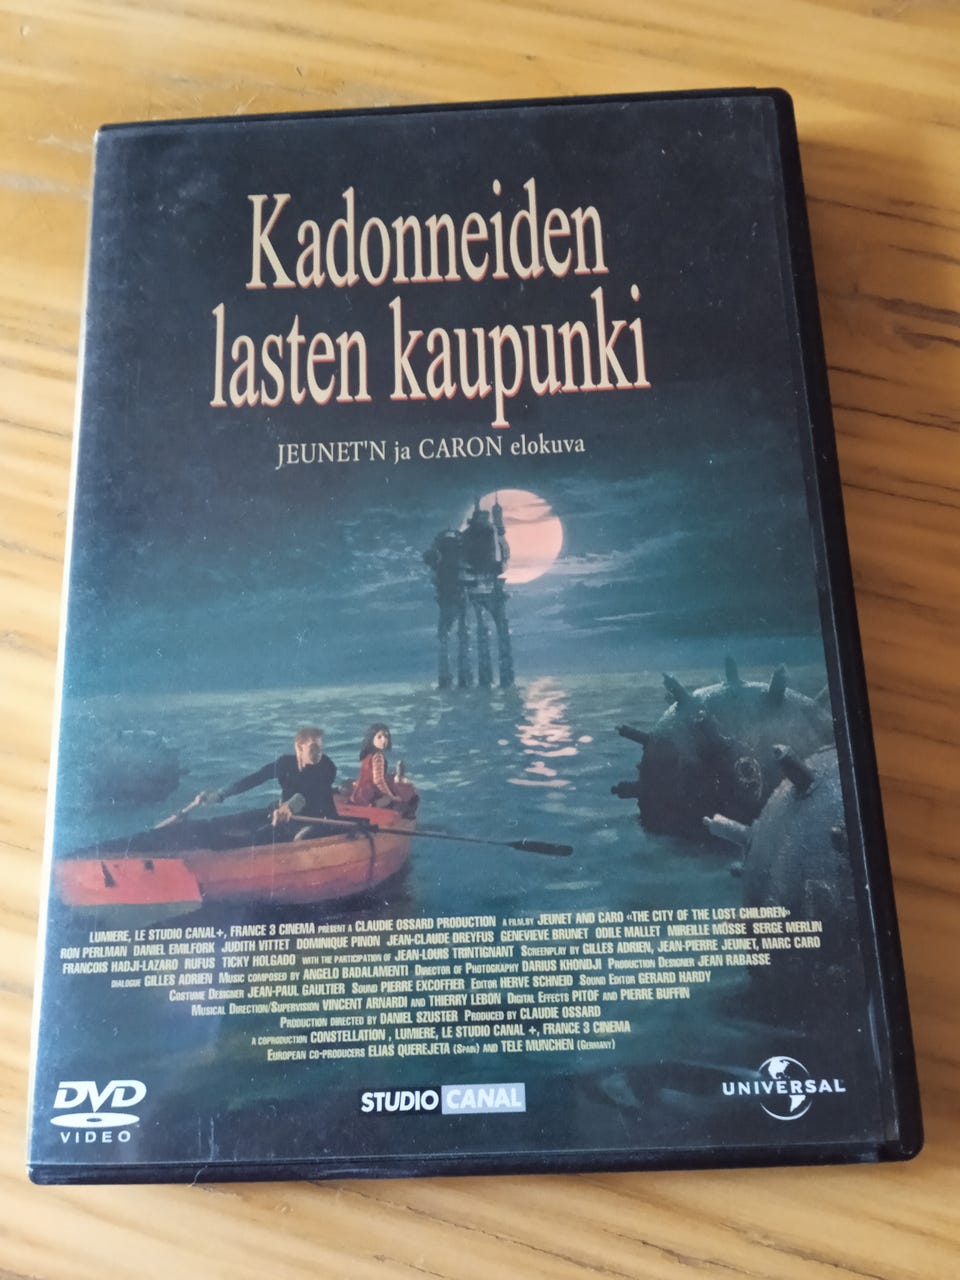 Kadonneiden
lasten kaupunki
JEUNET'N ja CARON elokuva
LUMIERE, LE STUDIO CANAL+, FRANCE 3 CINEMA PRÉSENT A CLAUDIE OSSARD PRODUCTION A FILM BY JEUNET AND CARO «THE CITY OF THE LOST CHILDREN»
RON PERLMAN DANIEL EMILFORK JUDITH VITTET DOMINIQUE PINON JEAN-CLAUDE DREYFUS GENEVIEVE BRUNET ODILE MALLET MIREILLE MOSSE SERGE MERLIN
FRANCOIS HADJI-LAZARO RUFUS TICKY HOLGADO WITH THE PARTICIPATION OF JEAN-LOUIS TRINTIGNANT SCREENPLAY BY GILLES ADRIEN, JEAN-PIERRE JEUNET, MARC CARO
DIALOGUE GILLES ADRIEN MUSIC COMPOSED BY ANGELO BADALAMENTI DIRECTOR OF PHOTOGRAPHY DARIUS KHONDJI PRODUCTION DESIGNER JEAN RABASSE
COSTUME DESIGNER JEAN-PAUL GAULTIER SOUND PIERRE EXCOFFIER EDITOR HERVE SCHNEID SOUND EDITOR GERARD HARDY
MUSICAL DIRECTION/SUPERVISION VINCENT ARNARDI AND THIERRY LEBON DIGITAL EFFECTS PITOF AND PIERRE BUFFIN
PRODUCTION DIRECTED BY DANIEL SZUSTER PRODUCED BY CLAUDIE OSSARD
A COPRODUCTION CONSTELLATION , LUMIERE, LE STUDIO CANAL +, FRANCE 3 CINEMA
EUROPEAN CO-PRODUCERS ELIAS QUEREJETA (SPAIN) AND TELE MUNCHEN (GERMANY)
DVD
VIDEO
STUDIO CANAL
UNIVERSAL